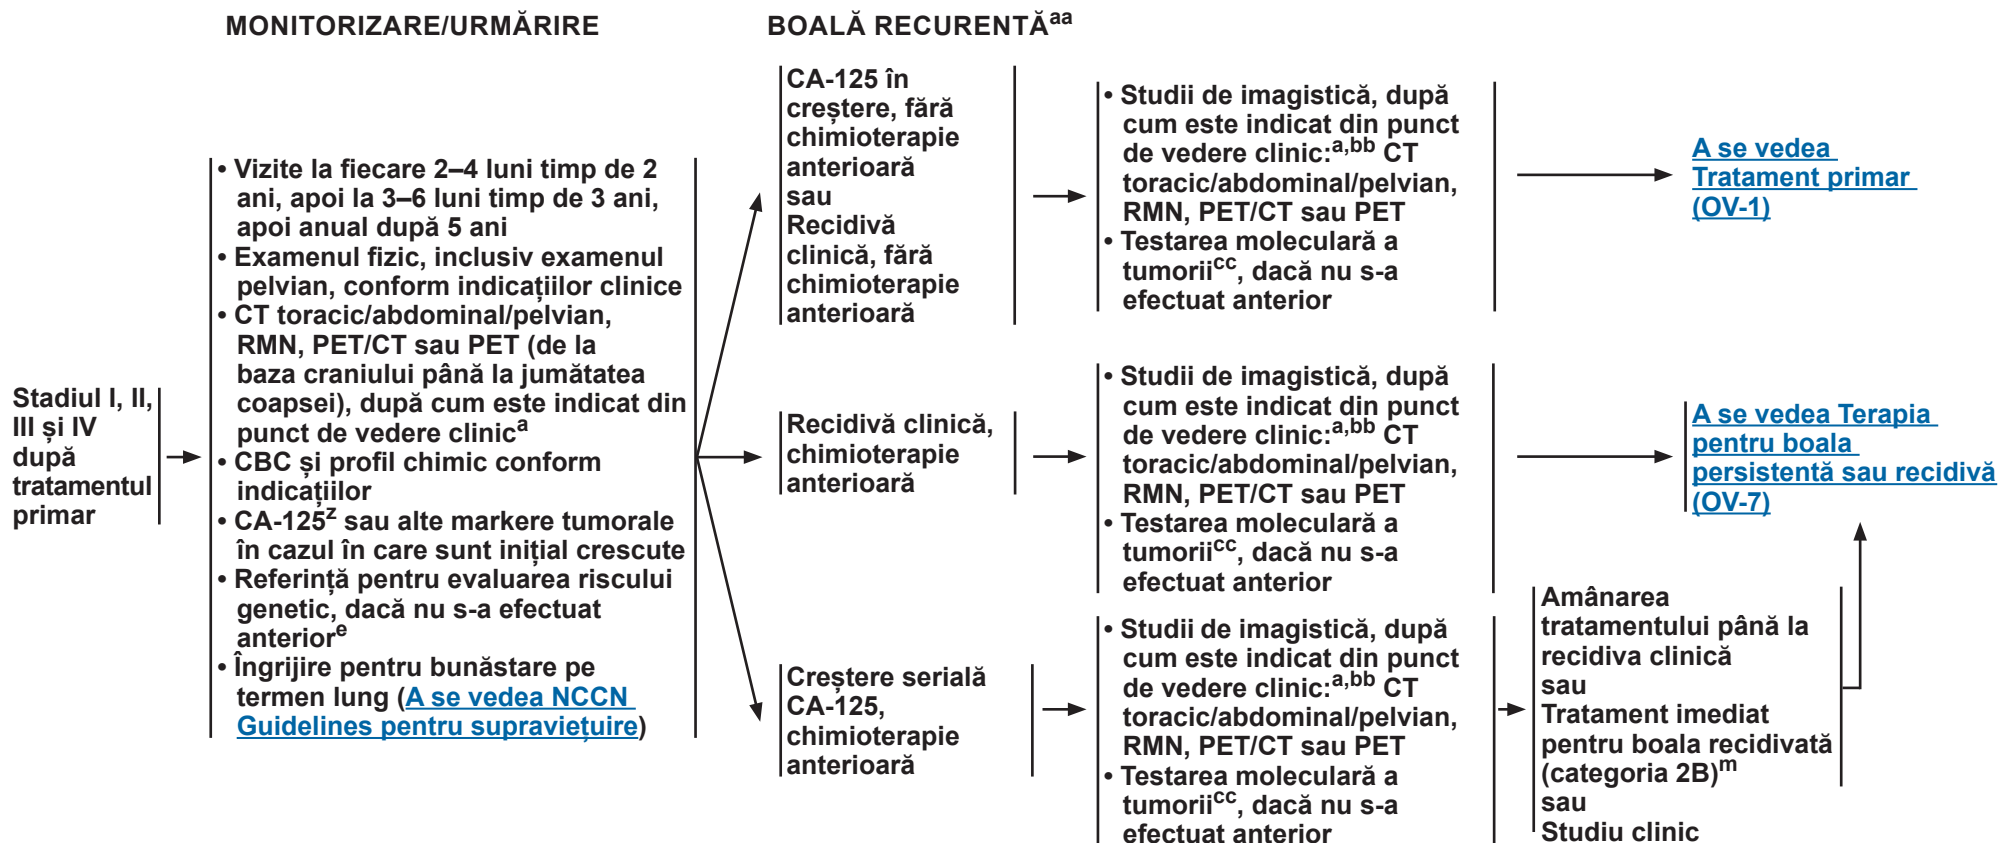 MONITORIZARE/URMĂRIRE
BOALĂ RECURENTĂaa
Stadiul I, II,
III și IV
după
tratamentul
primar
• Vizite la fiecare 2–4 luni timp de 2
ani, apoi la 3–6 luni timp de 3 ani,
apoi anual după 5 ani
• Examenul fizic, inclusiv examenul
pelvian, conform indicațiilor clinice
• CT toracic/abdominal/pelvian,
RMN, PET/CT sau PET (de la
baza craniului până la jumătatea
coapsei), după cum este indicat din
punct de vedere clinica
• CBC și profil chimic conform
indicațiilor
• CA-125z sau alte markere tumorale
în cazul în care sunt inițial crescute
• Referință pentru evaluarea riscului
genetic, dacă nu s-a efectuat
anteriore
• Îngrijire pentru bunăstare pe
termen lung (A se vedea NCCN
Guidelines pentru supraviețuire)
CA-125 în
creștere, fără
chimioterapie
anterioară
sau
Recidivă
clinică, fără
chimioterapie
anterioară
• Studii de imagistică, după
cum este indicat din punct
de vedere clinic:a,bb CT
toracic/abdominal/pelvian,
RMN, PET/CT sau PET
• Testarea moleculară a
tumoriicc, dacă nu s-a
efectuat anterior
A se vedea
Tratament primar
(OV-1)
Recidivă clinică,
chimioterapie
anterioară
• Studii de imagistică, după
cum este indicat din punct
de vedere clinic:a,bb CT
toracic/abdominal/pelvian,
RMN, PET/CT sau PET
• Testarea moleculară a
tumoriicc, dacă nu s-a
efectuat anterior
A se vedea Terapia
pentru boala
persistentă sau recidivă
(OV-7)
Creștere serială
CA-125,
chimioterapie
anterioară
• Studii de imagistică, după
cum este indicat din punct
de vedere clinic:a,bb CT
toracic/abdominal/pelvian,
RMN, PET/CT sau PET
• Testarea moleculară a
tumoriicc, dacă nu s-a
efectuat anterior
Amânarea
tratamentului până la
recidiva clinică
sau
Tratament imediat
pentru boala recidivată
(categoria 2B)m
sau
Studiu clinic